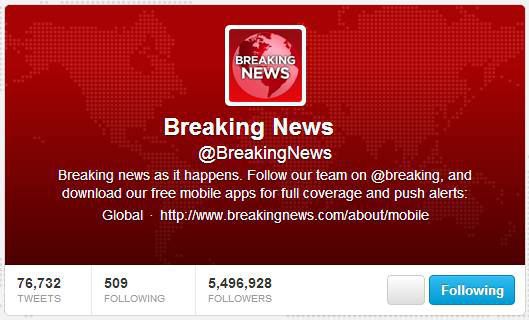 BREAKING
NEWS
Breaking News
@BreakingNews
Breaking news as it happens. Follow our team on @breaking, and
download our free mobile apps for full coverage and push alerts:
Global · http://www.breakingnews.com/about/mobile
76,732 509 5,496,928
TWEETS FOLLOWING FOLLOWERS
Following